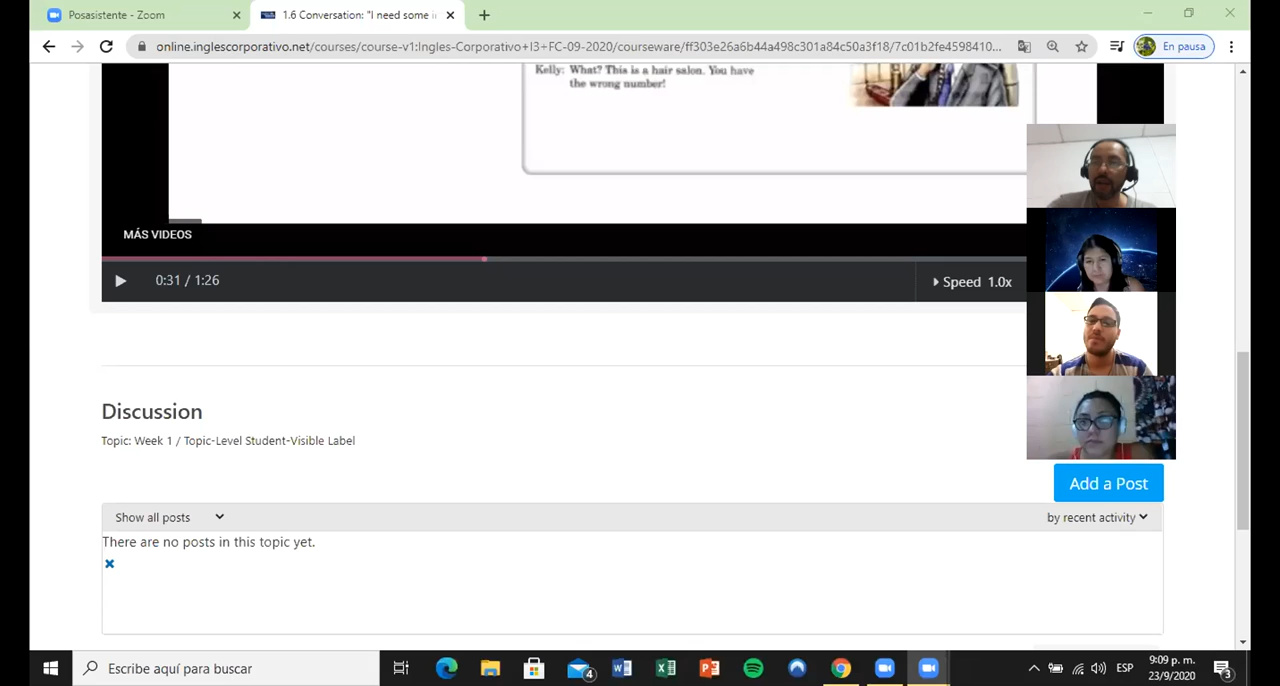 Posasistente - Zoom
1.6 Conversation: "I need some i
online.inglescorporativo.net/courses/course-v1:Ingles-Corporativo+I3+FC-09-2020/courseware/ff303e26a6b44a498c301a84c50a3f18/7c01b2fe4598410...
En pausa
Kelly: What? This is a hair salon. You have
the wrong number!
MÁS VIDEOS
0:31 / 1:26
Speed 1.0x
Discussion
Topic: Week 1 / Topic-Level Student-Visible Label
Add a Post
Show all posts
by recent activity
There are no posts in this topic yet.
Escribe aquí para buscar
4
ESP
9:09 p. m.
23/9/2020
3